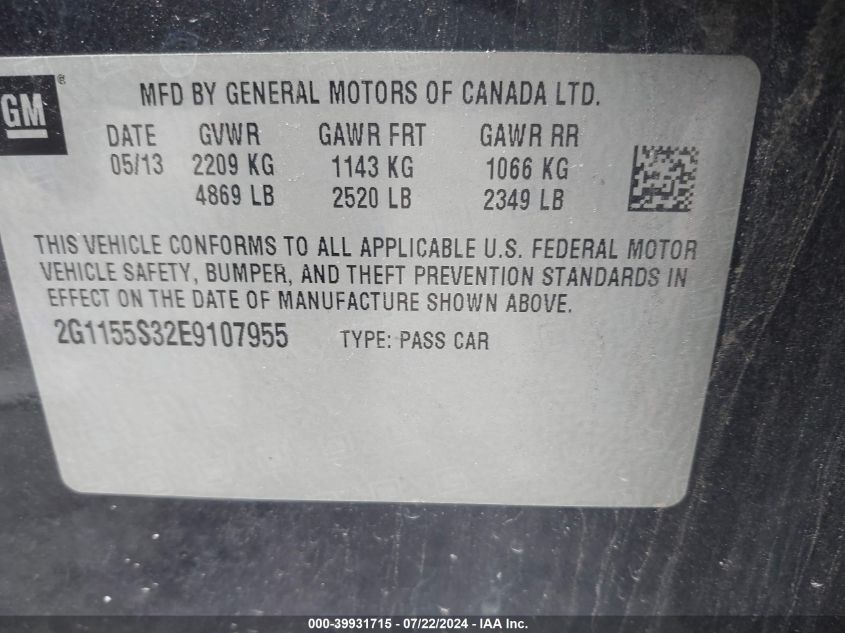 GM®
MFD BY GENERAL MOTORS OF CANADA LTD.
DATE GVWR GAWR FRT GAWR RR
05/13 2209 KG 1143 KG 1066 KG
4869 LB 2520 LB 2349 LB
THIS VEHICLE CONFORMS TO ALL APPLICABLE U.S. FEDERAL MOTOR
VEHICLE SAFETY, BUMPER, AND THEFT PREVENTION STANDARDS IN
EFFECT ON THE DATE OF MANUFACTURE SHOWN ABOVE.
2G1155S32E9107955 TYPE: PASS CAR
000-39931715 - 07/22/2024 - IAA Inc.